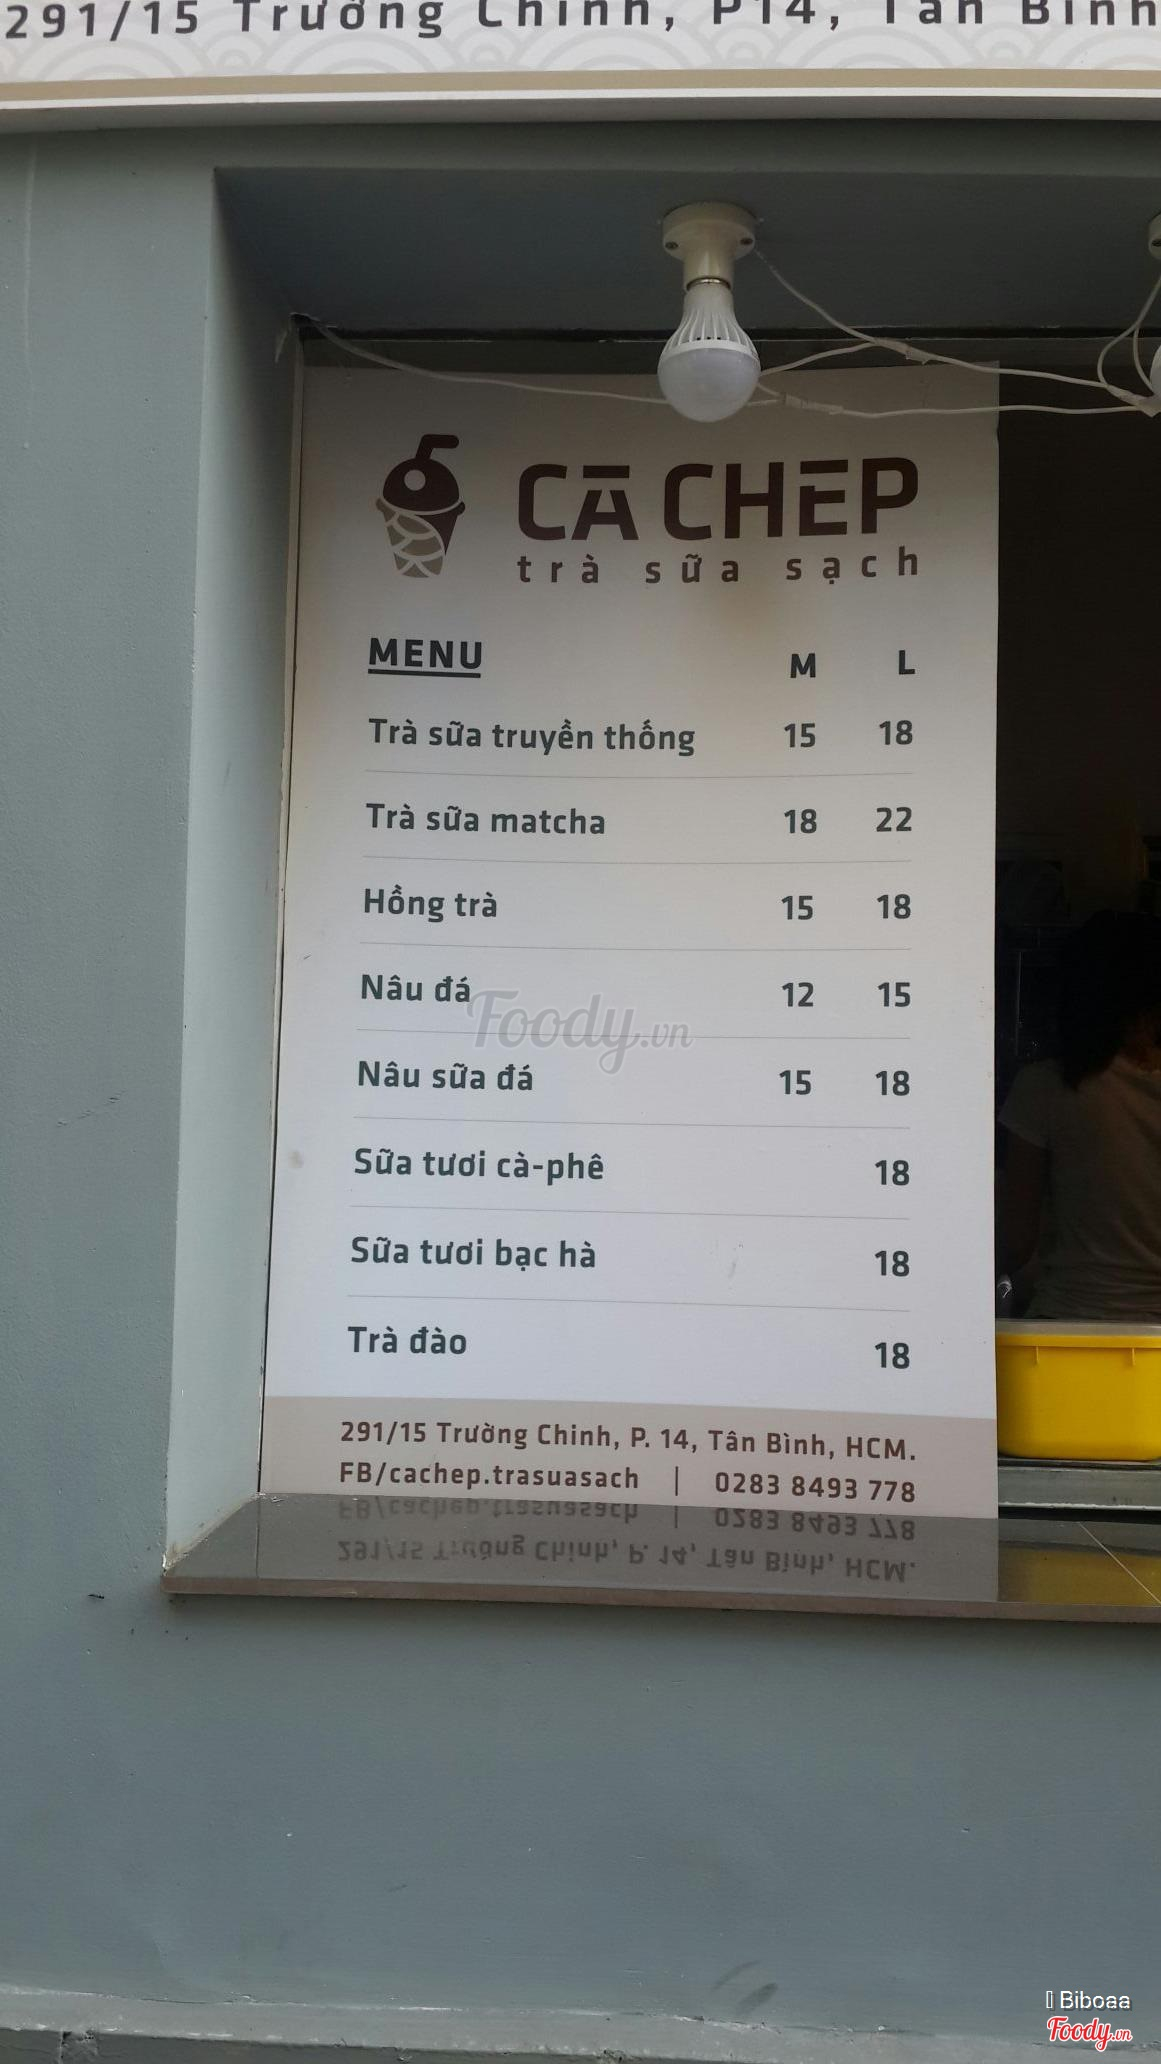 291/15 Trường Chinh, P14, Tân Bình
CA CHEP
trà sữa sạch
MENU M L
Trà sữa truyền thống 15 18
Trà sữa matcha 18 22
Hồng trà 15 18
Nâu đá 12 15
Foody.vn
Nâu sữa đá 15 18
Sữa tươi cà-phê 18
Sữa tươi bạc hà 18
Trà đào 18
291/15 Trường Chinh, P. 14, Tân Bình, HCM.
FB/cachep.trasuasach | 0283 8493 778
Biboaa
Foody.vn